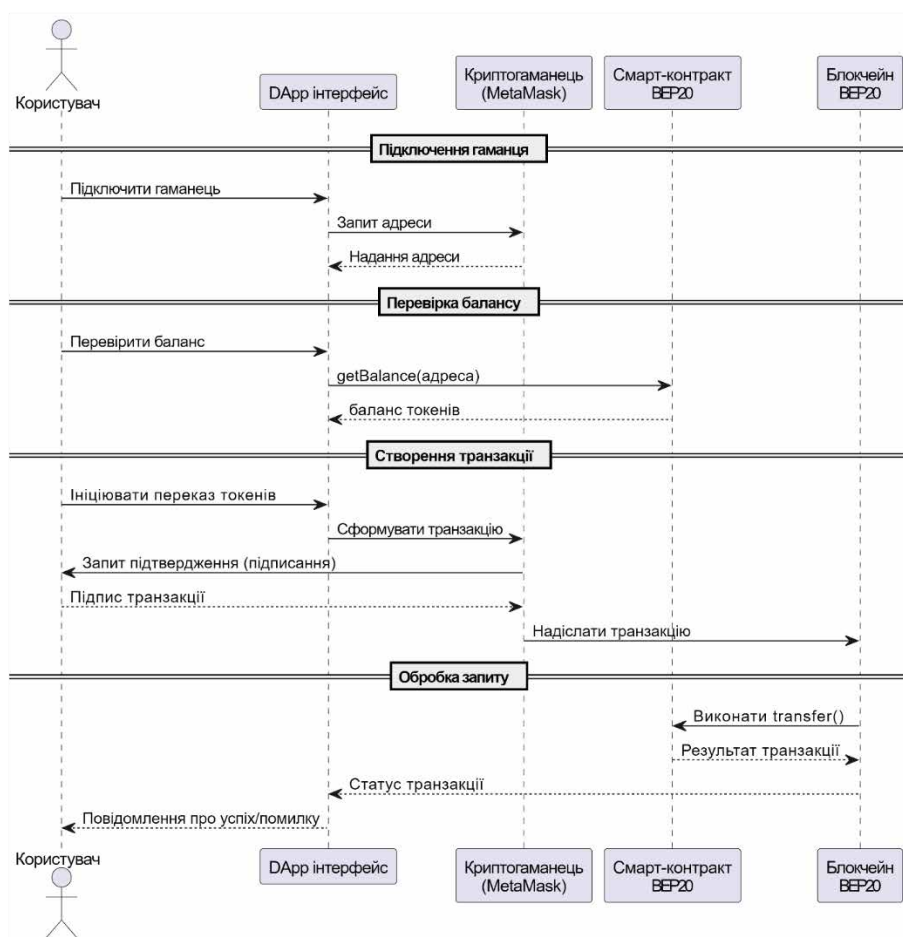 Користувач
DApp інтерфейс
Криптогаманець
(MetaMask)
Смарт-контракт
BEP20
Блокчейн
BEP20
Підключення гаманця
Підключити гаманець
Запит адреси
Надання адреси
Перевірка балансу
Перевірити баланс
getBalance(адреса)
баланс токенів
Створення транзакції
Ініціювати переказ токенів
Сформувати транзакцію
Запит підтвердження (підписання)
Підпис транзакції
Надіслати транзакцію
Обробка запиту
Виконати transfer()
Результат транзакції
Статус транзакції
Повідомлення про успіх/помилку
Користувач
DApp інтерфейс
Криптогаманець
(MetaMask)
Смарт-контракт
BEP20
Блокчейн
BEP20